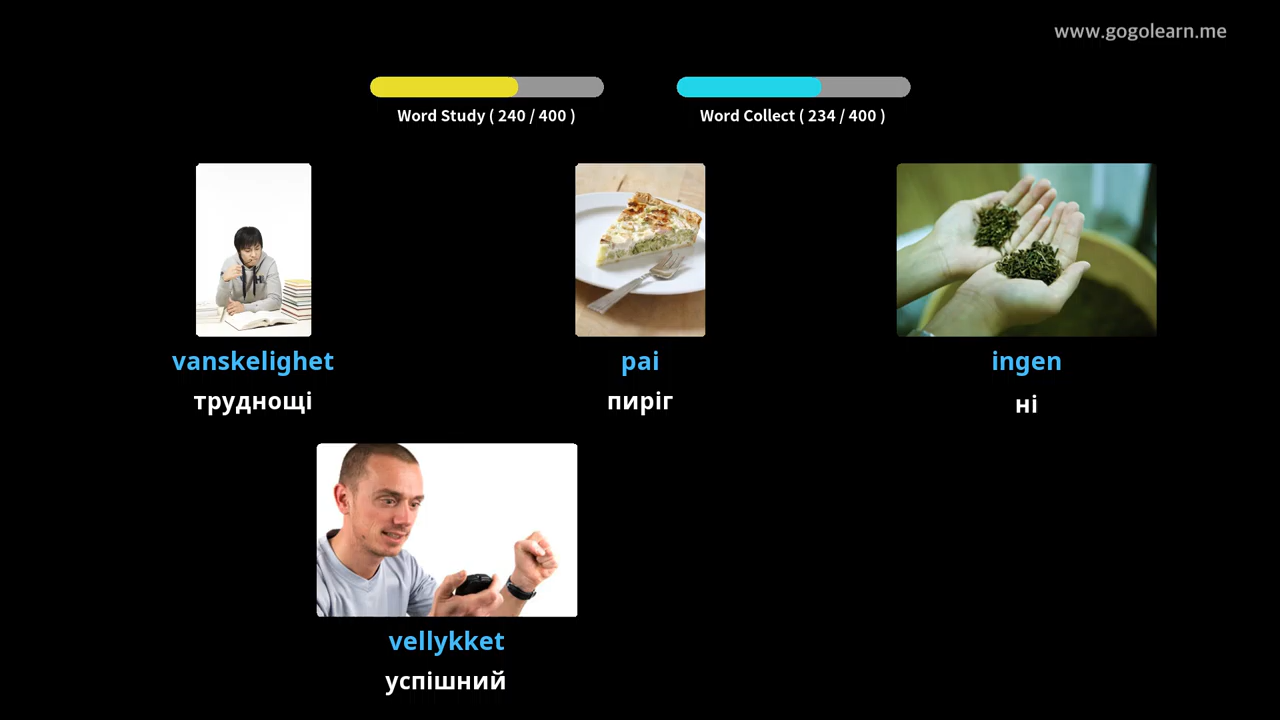 www.gogolearn.me
Word Study ( 240 / 400 )
Word Collect ( 234 / 400 )
vanskelighet
труднощі
pai
пиріг
ingen
ні
vellykket
успішний